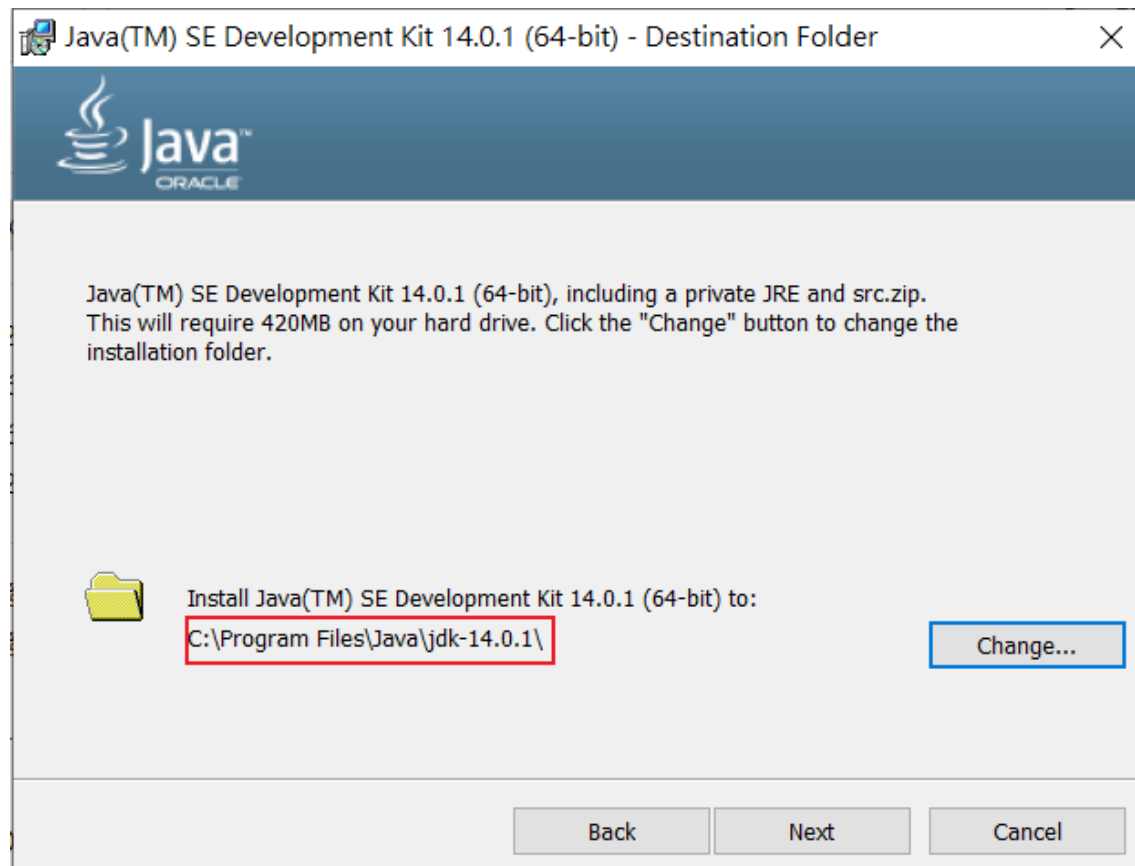 Java(TM) SE Development Kit 14.0.1 (64-bit) - Destination Folder
Java™
ORACLE
Java(TM) SE Development Kit 14.0.1 (64-bit), including a private JRE and src.zip.
This will require 420MB on your hard drive. Click the "Change" button to change the
installation folder.
Install Java(TM) SE Development Kit 14.0.1 (64-bit) to:
C:\Program Files\Java\jdk-14.0.1\
Change...
Back
Next
Cancel